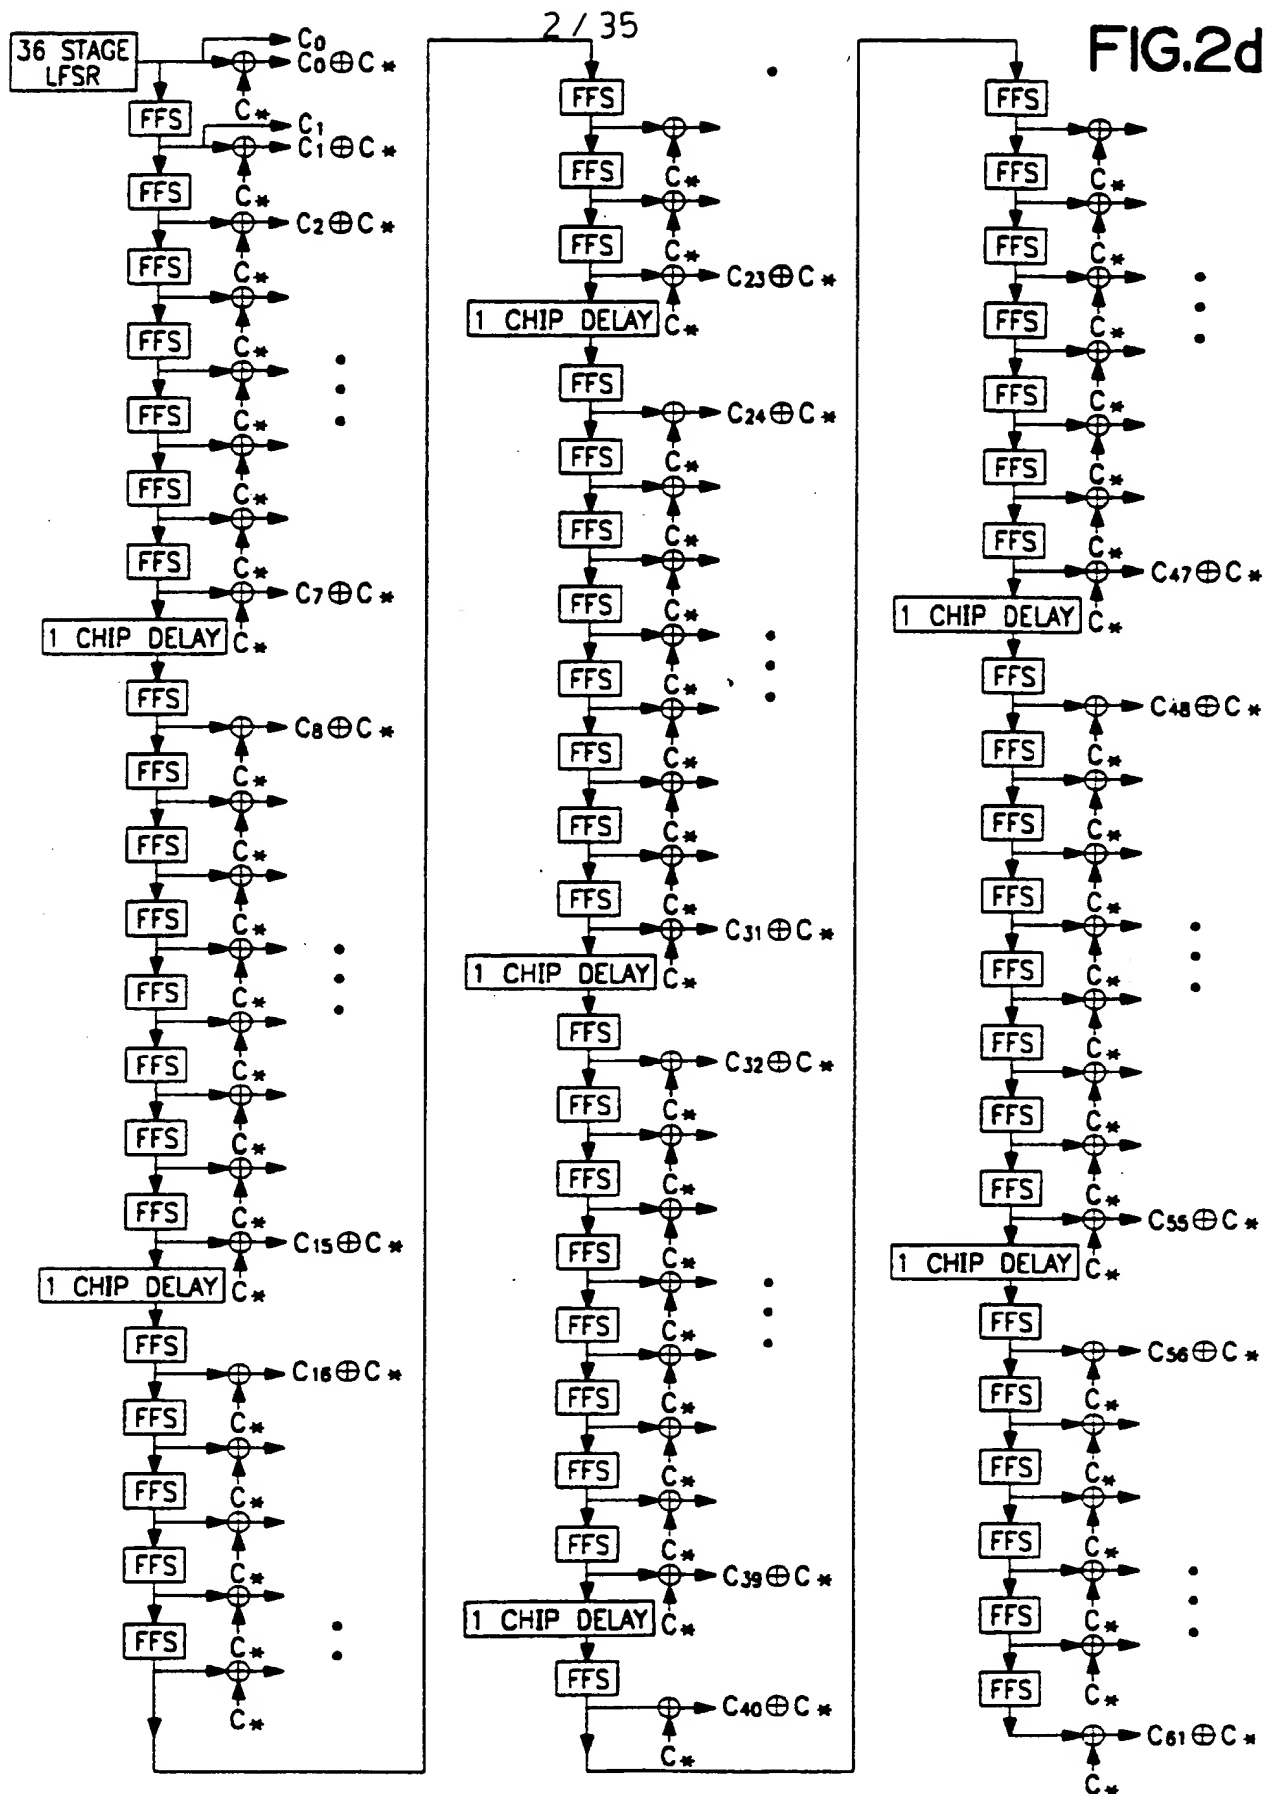 2 / 35
FIG.2d
36 STAGE
LFSR
C0
C0⊕C*
C*
FFS
C1
C1⊕C*
FFS
C*
C2⊕C*
FFS
C*
FFS
C*
FFS
C*
FFS
C*
FFS
C*
C7⊕C*
1 CHIP DELAY
C*
FFS
C8⊕C*
FFS
C*
FFS
C*
FFS
C*
FFS
C*
FFS
C*
FFS
C*
FFS
C*
C15⊕C*
1 CHIP DELAY
C*
FFS
C16⊕C*
FFS
C*
FFS
C*
FFS
C*
FFS
C*
C*
FFS
FFS
C*
FFS
C*
C23⊕C*
1 CHIP DELAY
C*
FFS
C24⊕C*
FFS
C*
FFS
C*
FFS
C*
FFS
C*
FFS
C*
FFS
C*
FFS
C*
C31⊕C*
1 CHIP DELAY
C*
FFS
C32⊕C*
FFS
C*
FFS
C*
FFS
C*
FFS
C*
FFS
C*
FFS
C*
FFS
C*
C39⊕C*
1 CHIP DELAY
C*
FFS
C40⊕C*
C*
FFS
FFS
C*
FFS
C*
FFS
C*
FFS
C*
FFS
C*
FFS
C*
C47⊕C*
1 CHIP DELAY
C*
FFS
C48⊕C*
FFS
C*
FFS
C*
FFS
C*
FFS
C*
FFS
C*
FFS
C*
FFS
C*
C55⊕C*
1 CHIP DELAY
C*
FFS
C56⊕C*
FFS
C*
FFS
C*
FFS
C*
FFS
C*
FFS
C*
C61⊕C*
C*